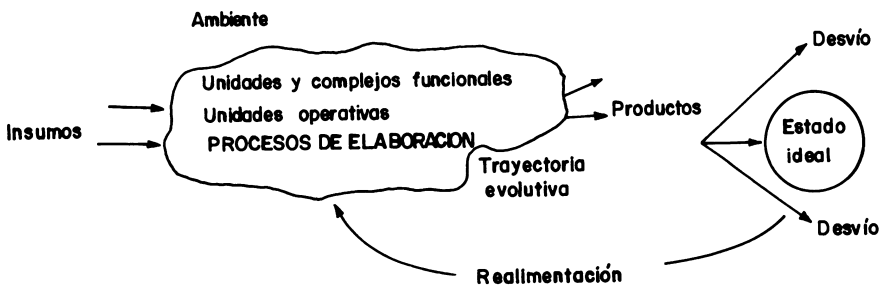 Ambiente
Desvío
Unidades y complejos funcionales
Unidades operativas
PROCESOS DE ELABORACION
Insumos
Productos
Estado
ideal
Trayectoria
evolutiva
Desvío
Realimentación